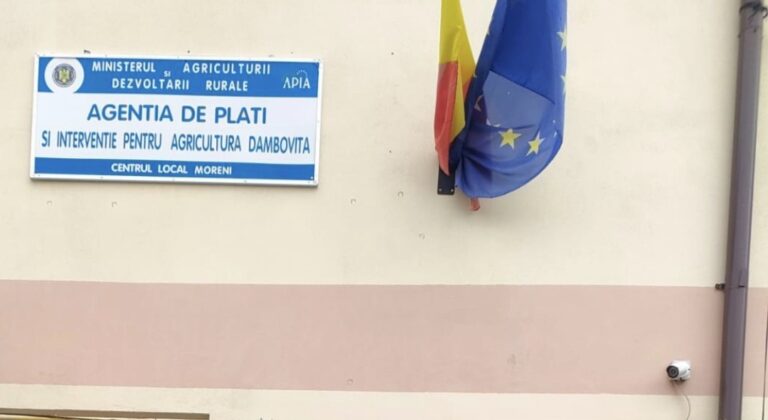 MINISTERUL SI AGRICULTURII
DEZVOLTARII RURALE
APIA
AGENTIA DE PLATI
SI INTERVENTIE PENTRU AGRICULTURA DAMBOVITA
CENTRUL LOCAL MORENI